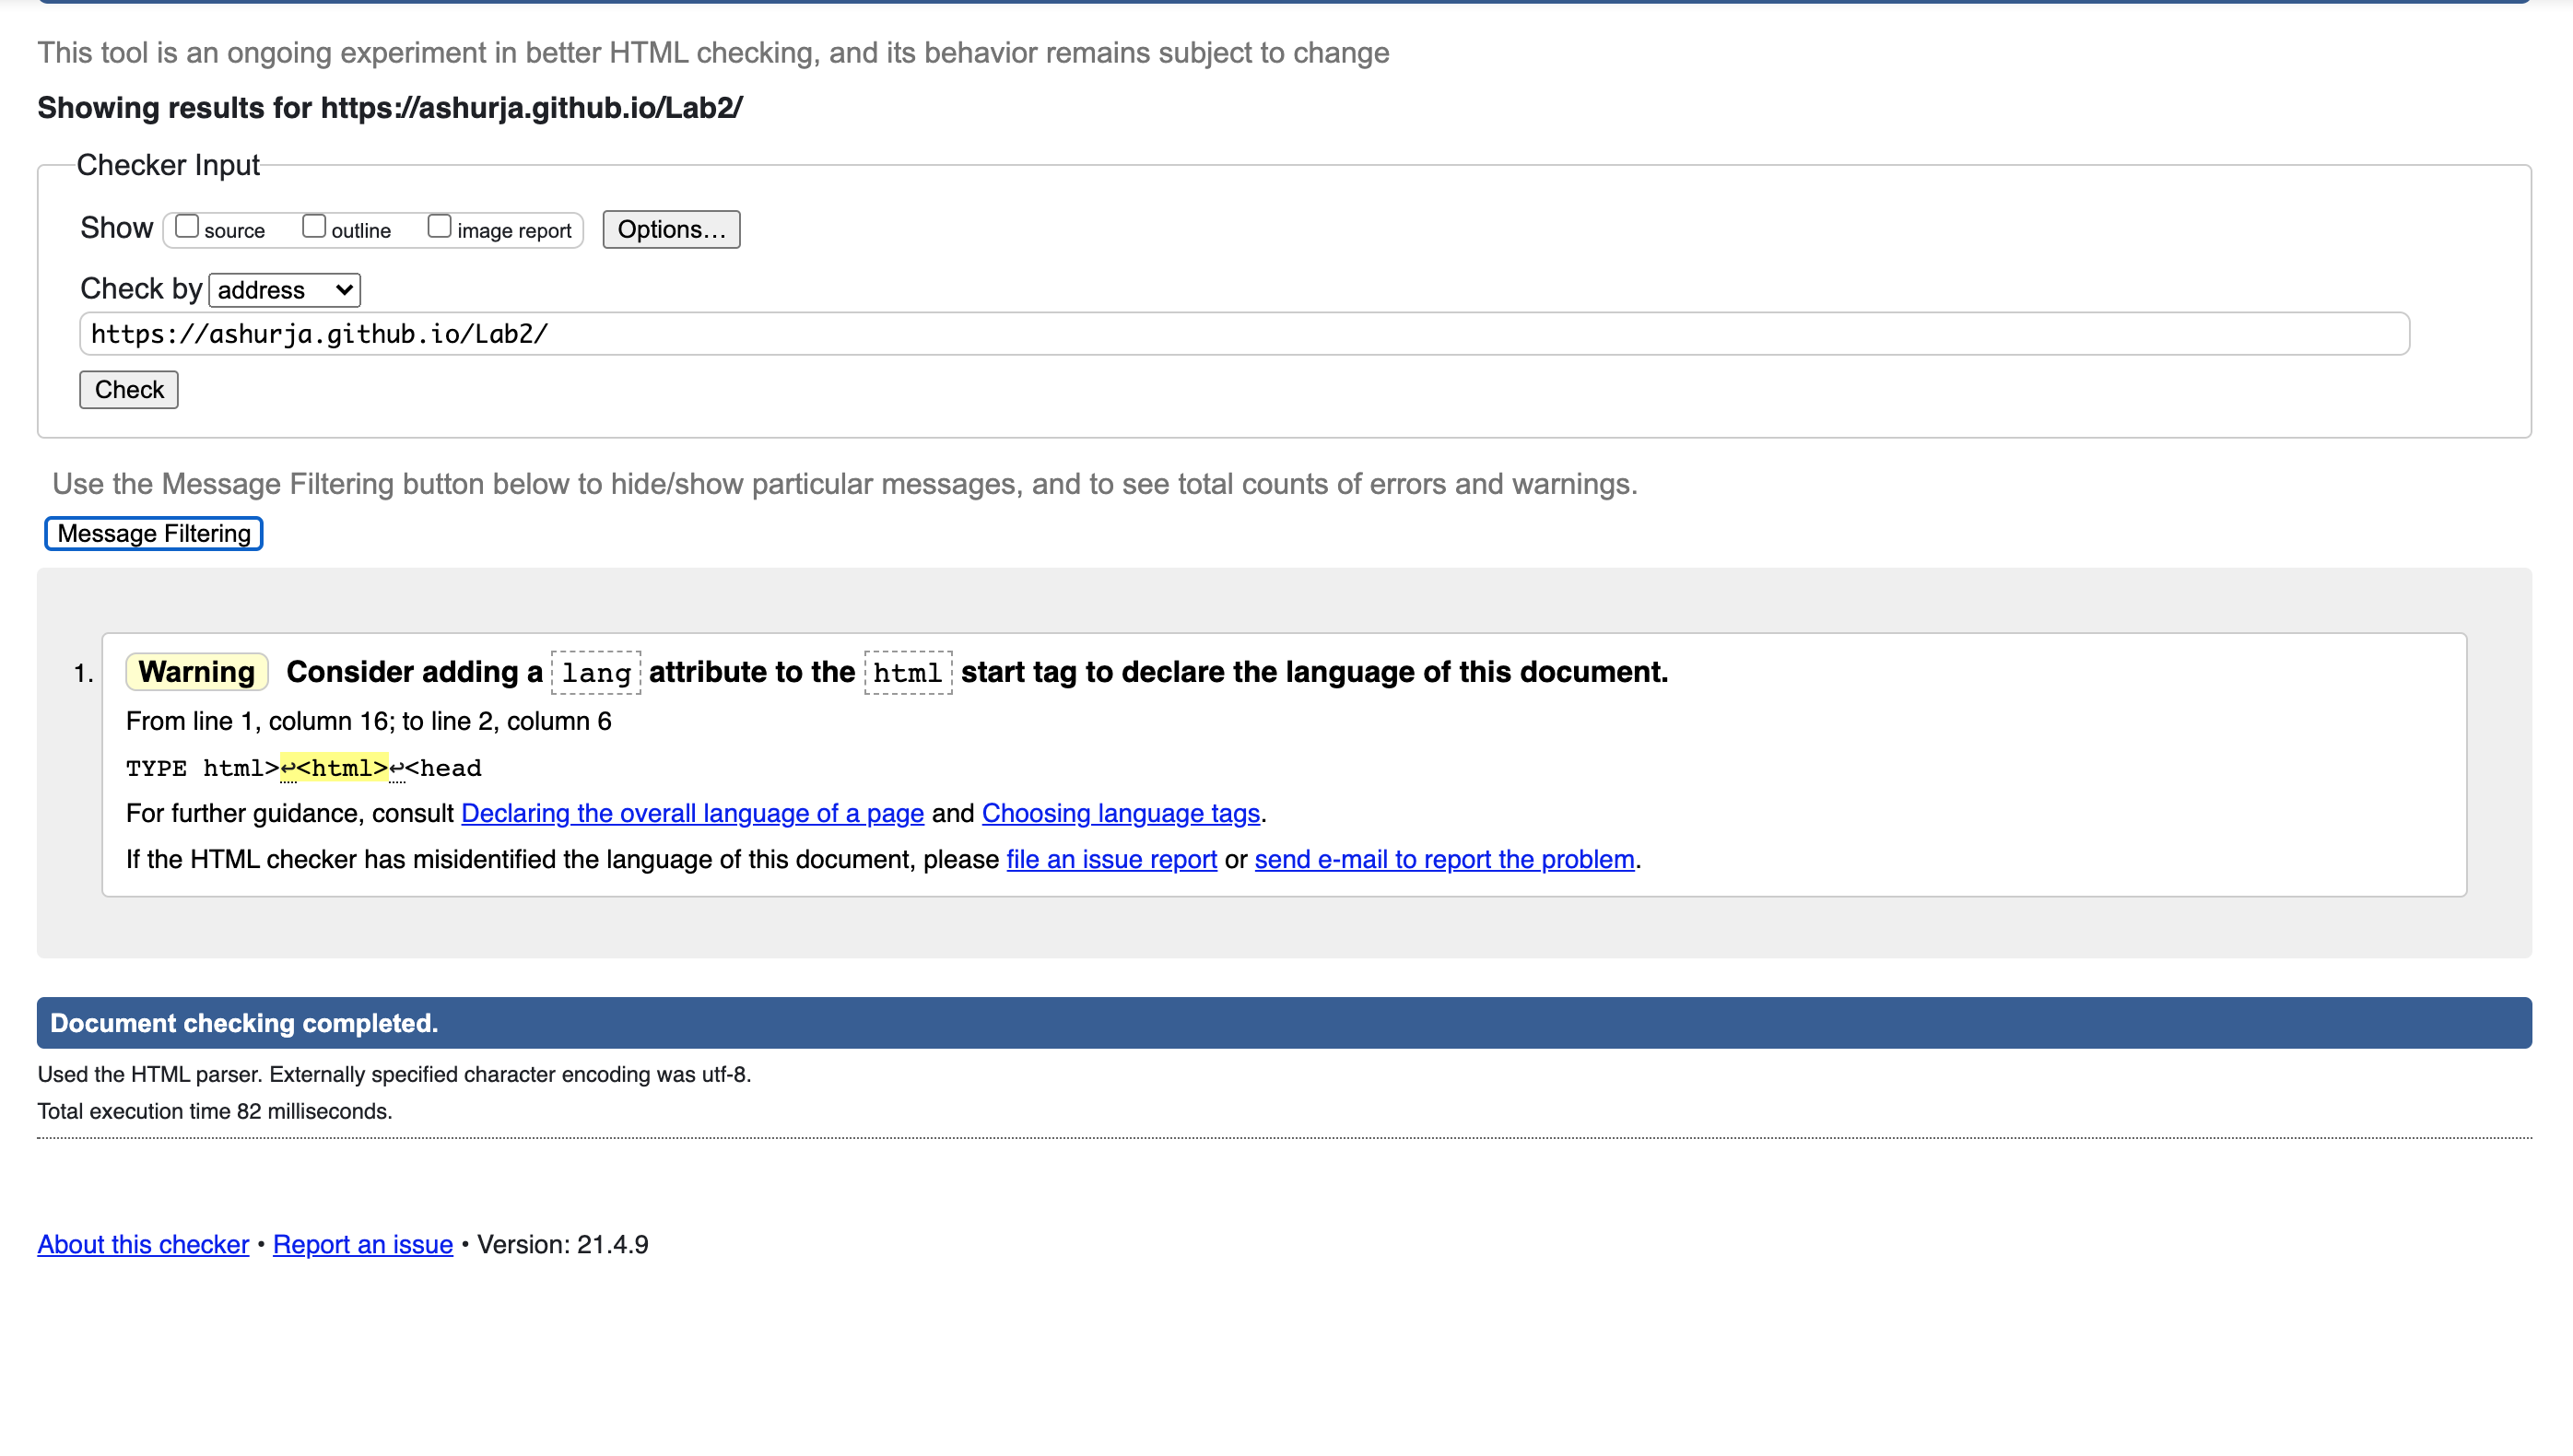 This tool is an ongoing experiment in better HTML checking, and its behavior remains subject to change
Showing results for https://ashurja.github.io/Lab2/
Checker Input
Show source outline image report Options...
Check by address
https://ashurja.github.io/Lab2/
Check
Use the Message Filtering button below to hide/show particular messages, and to see total counts of errors and warnings.
Message Filtering
1. Warning Consider adding a lang attribute to the html start tag to declare the language of this document.
From line 1, column 16; to line 2, column 6
TYPE html>↩<html>↩<head
For further guidance, consult Declaring the overall language of a page and Choosing language tags.
If the HTML checker has misidentified the language of this document, please file an issue report or send e-mail to report the problem.
Document checking completed.
Used the HTML parser. Externally specified character encoding was utf-8.
Total execution time 82 milliseconds.
About this checker • Report an issue • Version: 21.4.9